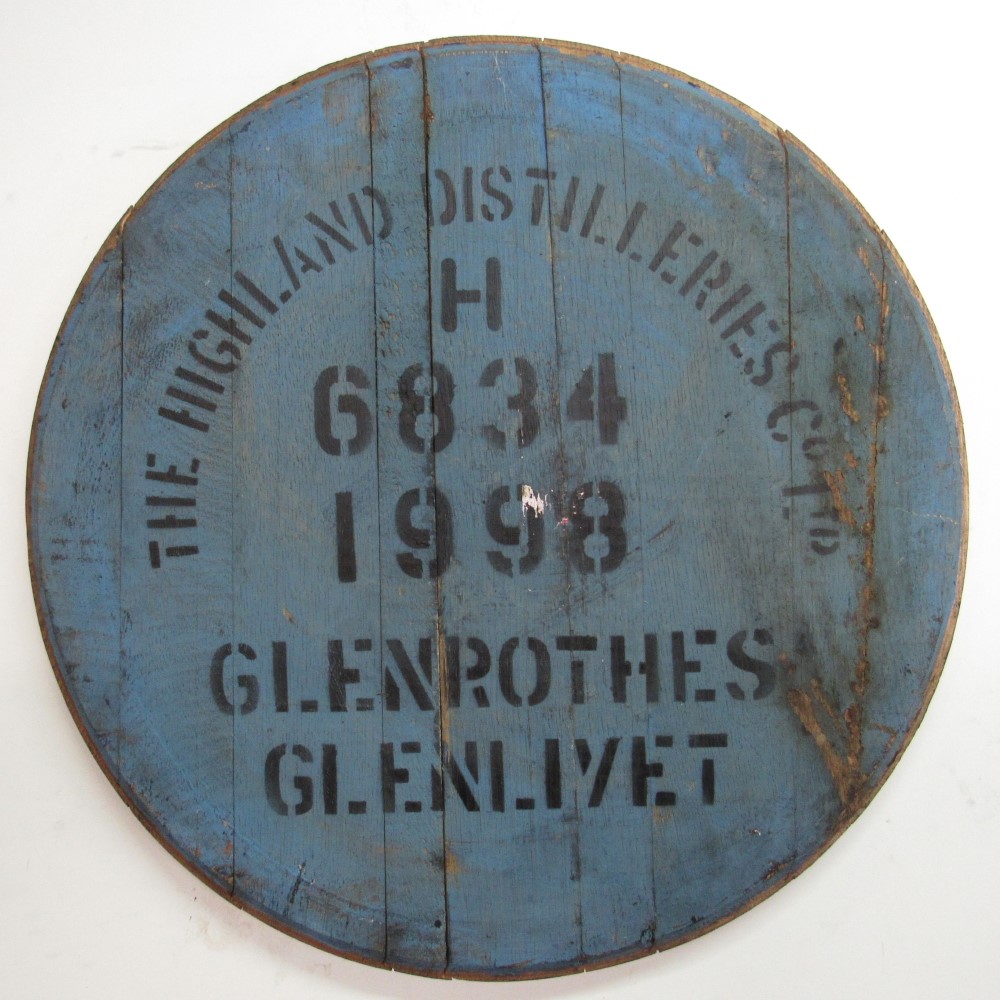 THE HIGHLAND DISTILLERIES CO. LTD
H
6834
1998
GLENROTHES
GLENLIVET